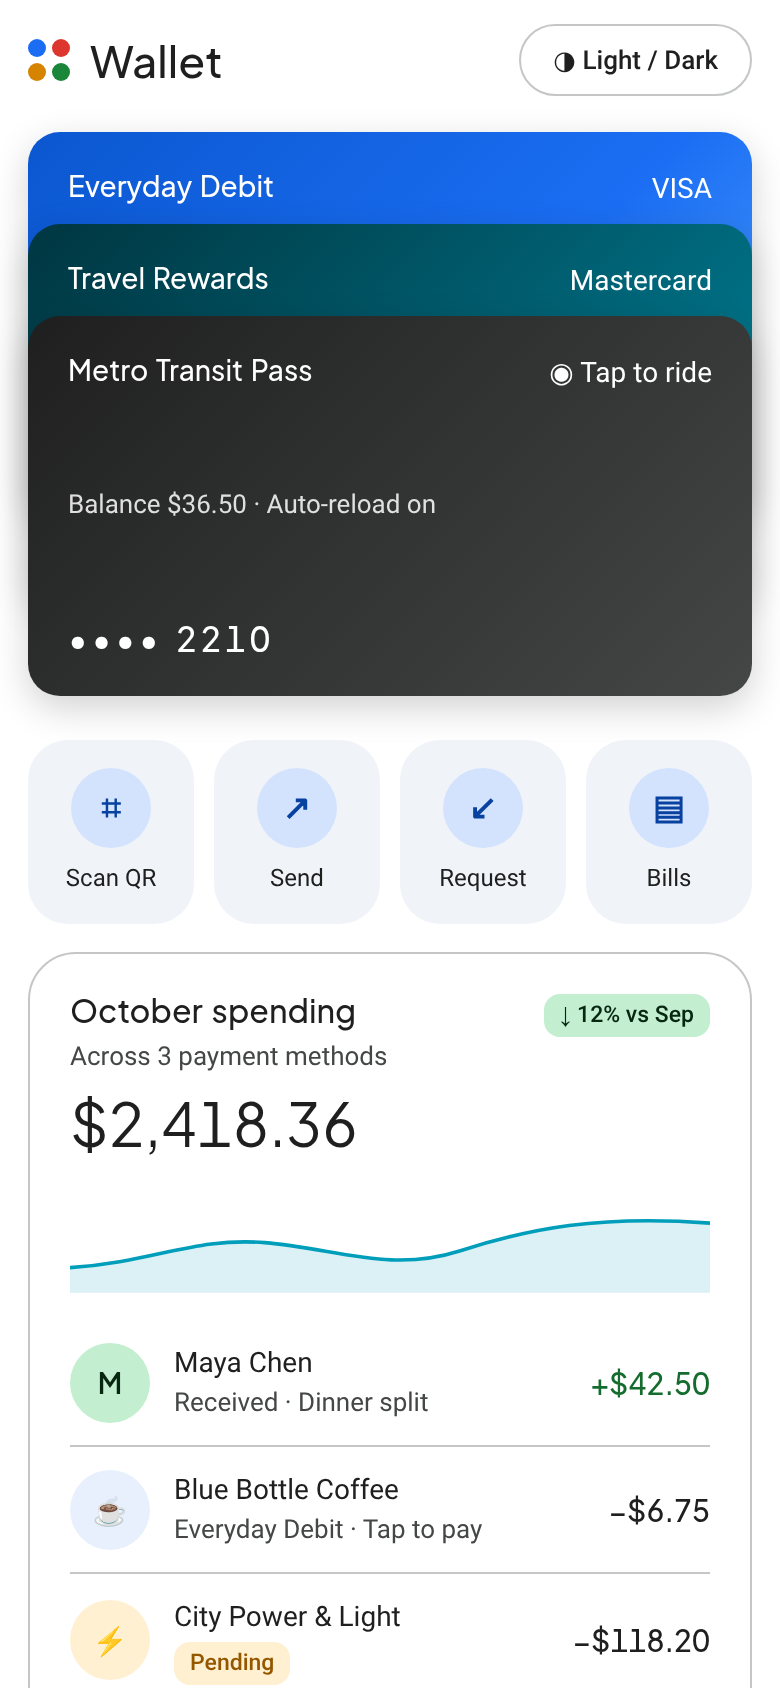 Wallet
◑ Light / Dark
Everyday Debit
VISA
Travel Rewards
Mastercard
Metro Transit Pass
◉ Tap to ride
Balance $36.50 · Auto-reload on
•••• 2210
Scan QR
Send
Request
Bills
October spending
↓ 12% vs Sep
Across 3 payment methods
$2,418.36
M
Maya Chen
+$42.50
Received · Dinner split
Blue Bottle Coffee
−$6.75
Everyday Debit · Tap to pay
City Power & Light
−$118.20
Pending